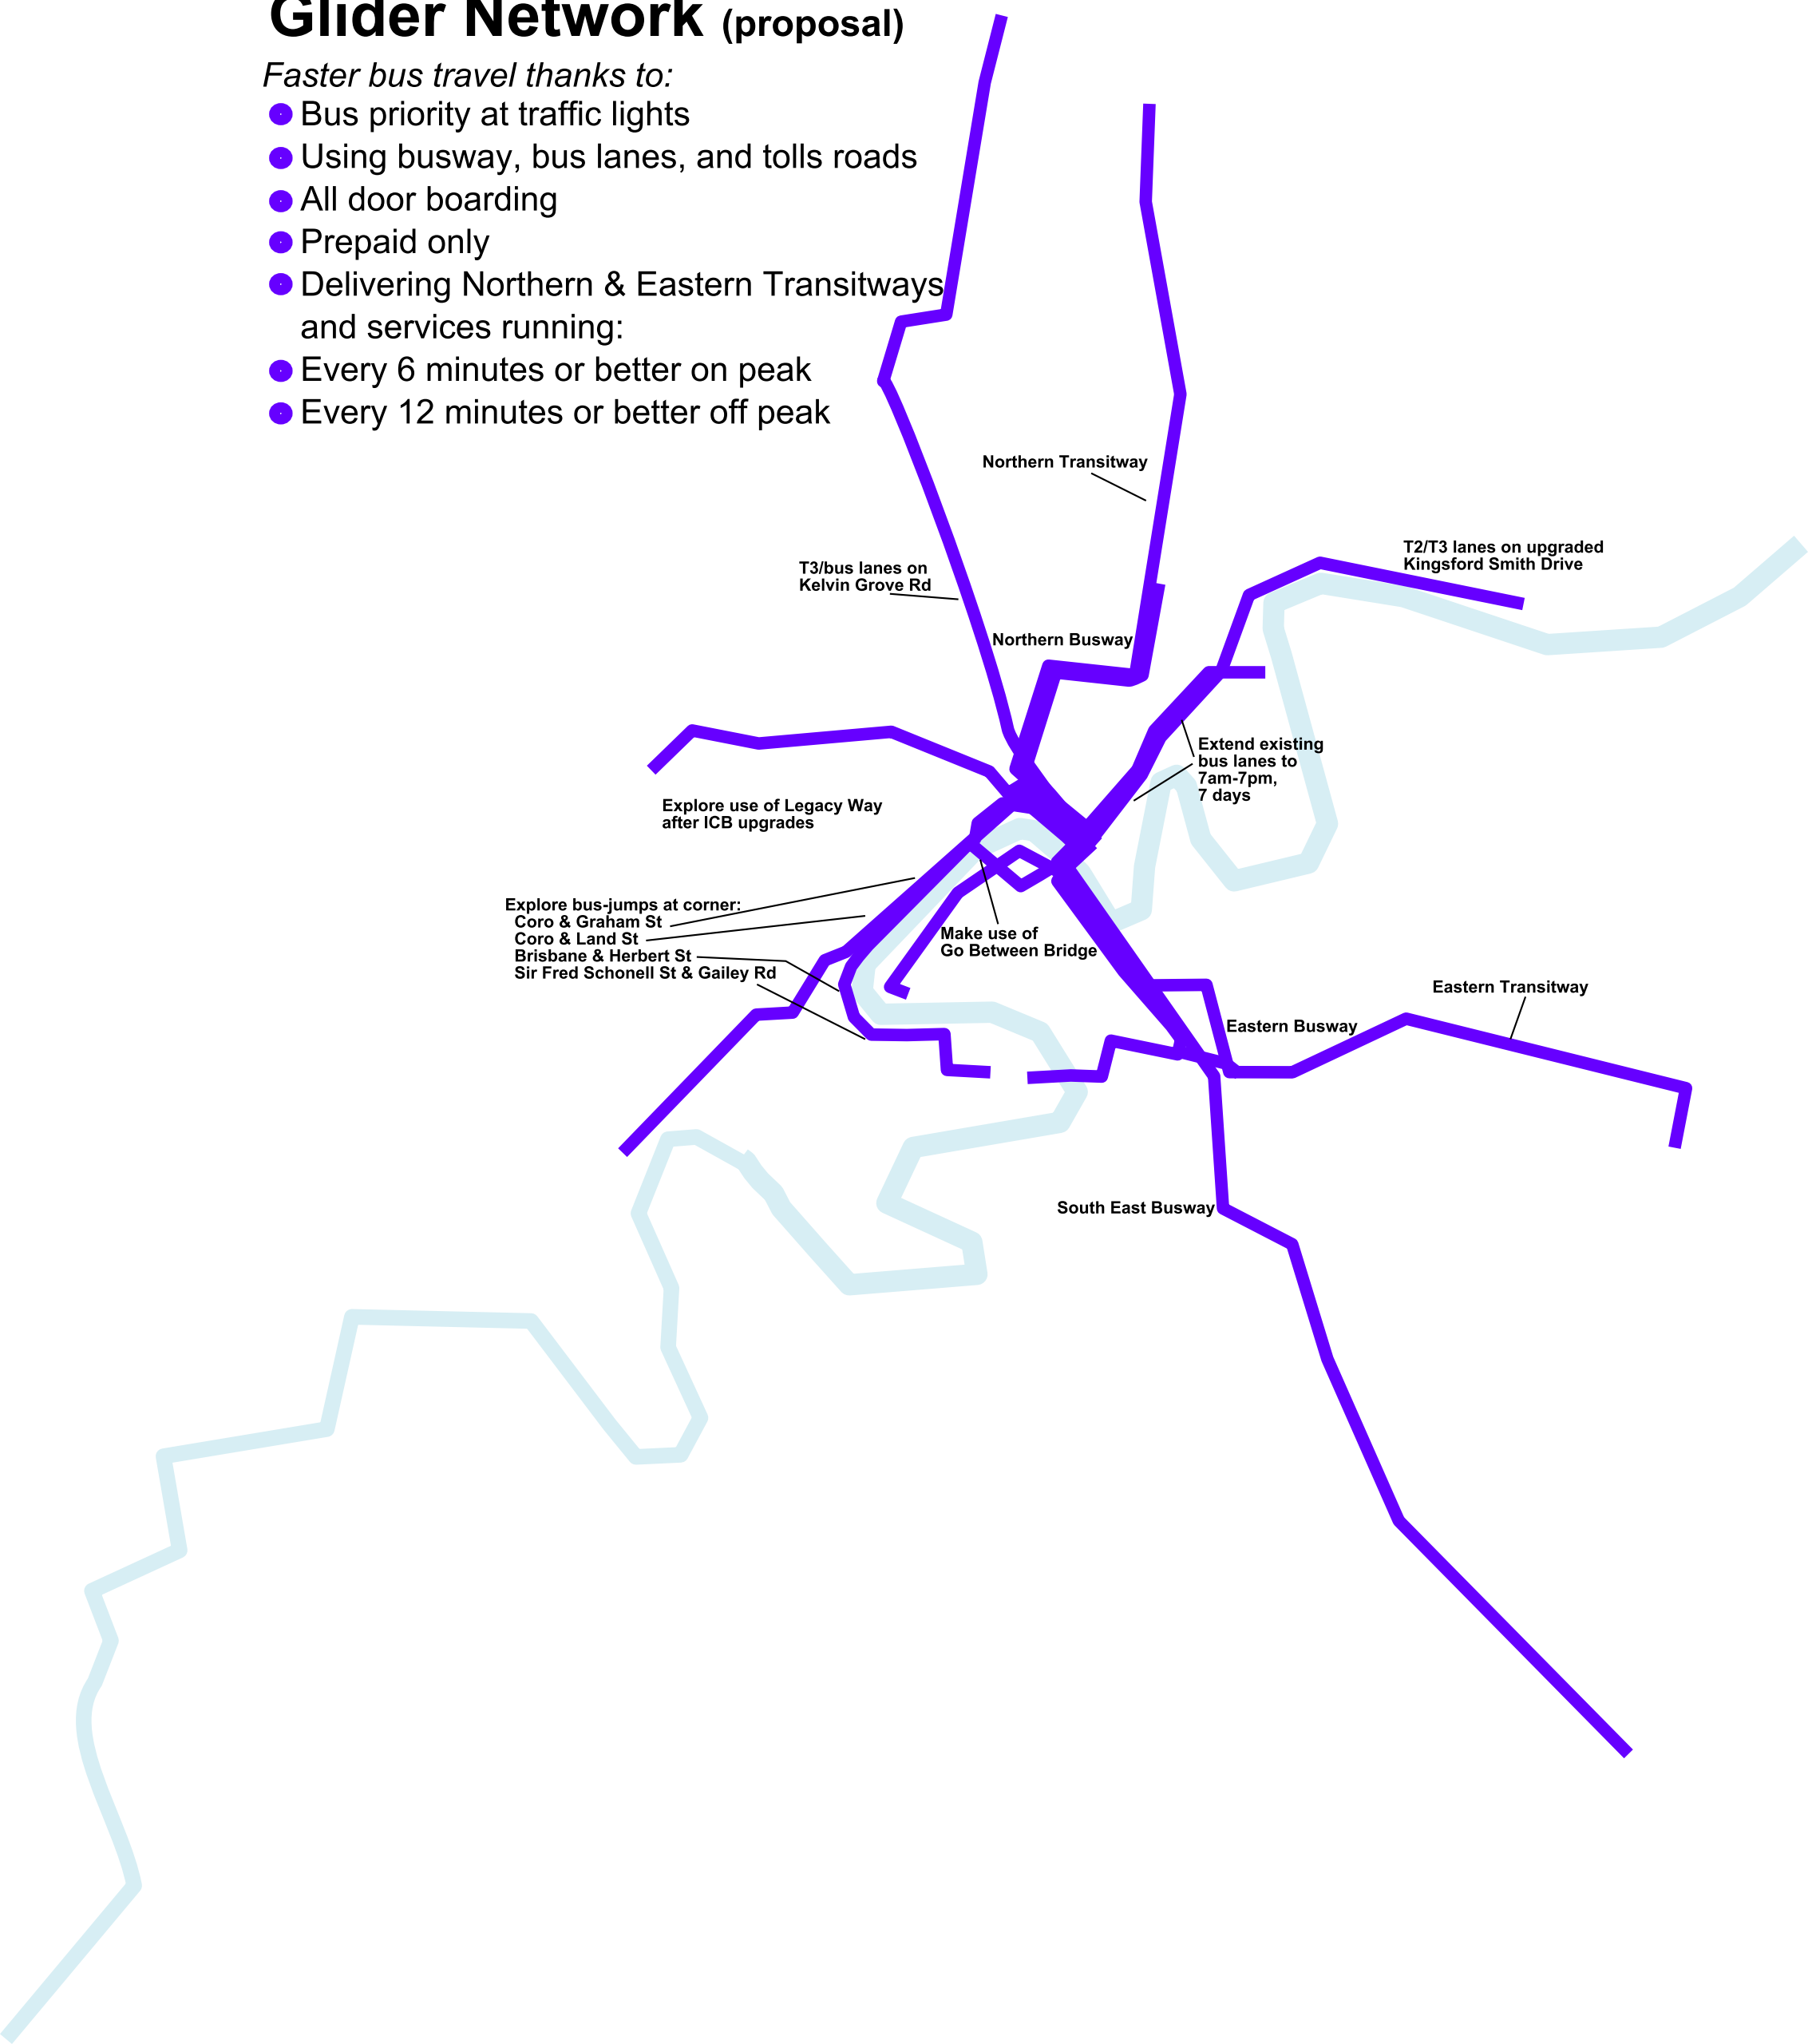 Glider Network (proposal)
Faster bus travel thanks to:
Bus priority at traffic lights
Using busway, bus lanes, and tolls roads
All door boarding
Prepaid only
Delivering Northern & Eastern Transitways
and services running:
Every 6 minutes or better on peak
Every 12 minutes or better off peak
Northern Transitway
T2/T3 lanes on upgraded
Kingsford Smith Drive
T3/bus lanes on
Kelvin Grove Rd
Northern Busway
Extend existing
bus lanes to
7am-7pm,
7 days
Explore use of Legacy Way
after ICB upgrades
Explore bus-jumps at corner:
Coro & Graham St
Coro & Land St
Brisbane & Herbert St
Sir Fred Schonell St & Gailey Rd
Make use of
Go Between Bridge
Eastern Transitway
Eastern Busway
South East Busway